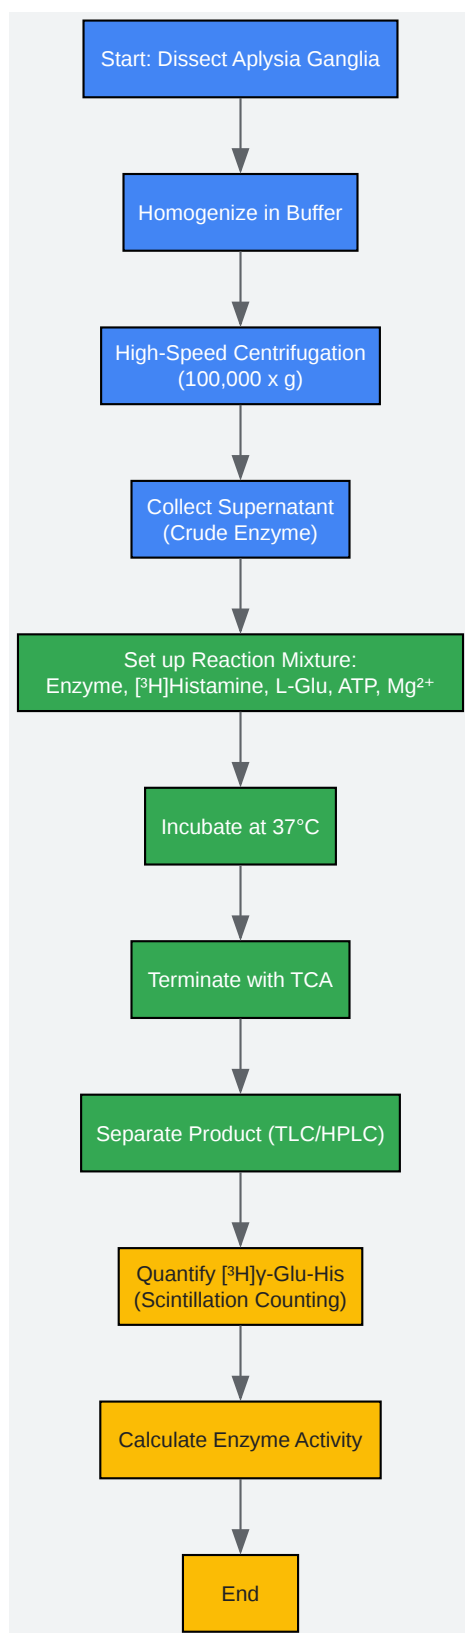 Start: Dissect Aplysia Ganglia
Homogenize in Buffer
High-Speed Centrifugation
(100,000 x g)
Collect Supernatant
(Crude Enzyme)
Set up Reaction Mixture:
Enzyme, [³H]Histamine, L-Glu, ATP, Mg²⁺
Incubate at 37°C
Terminate with TCA
Separate Product (TLC/HPLC)
Quantify [³H]γ-Glu-His
(Scintillation Counting)
Calculate Enzyme Activity
End